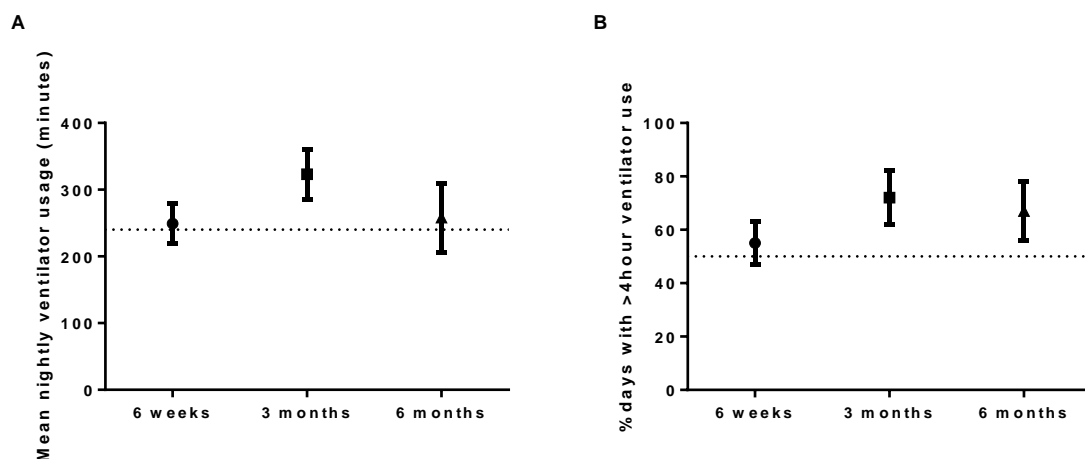 A
Mean nightly ventilator usage (minutes)
400
300
200
100
0
6 weeks
3 months
6 months
B
% days with >4hour ventilator use
100
80
60
40
20
0
6 weeks
3 months
6 months